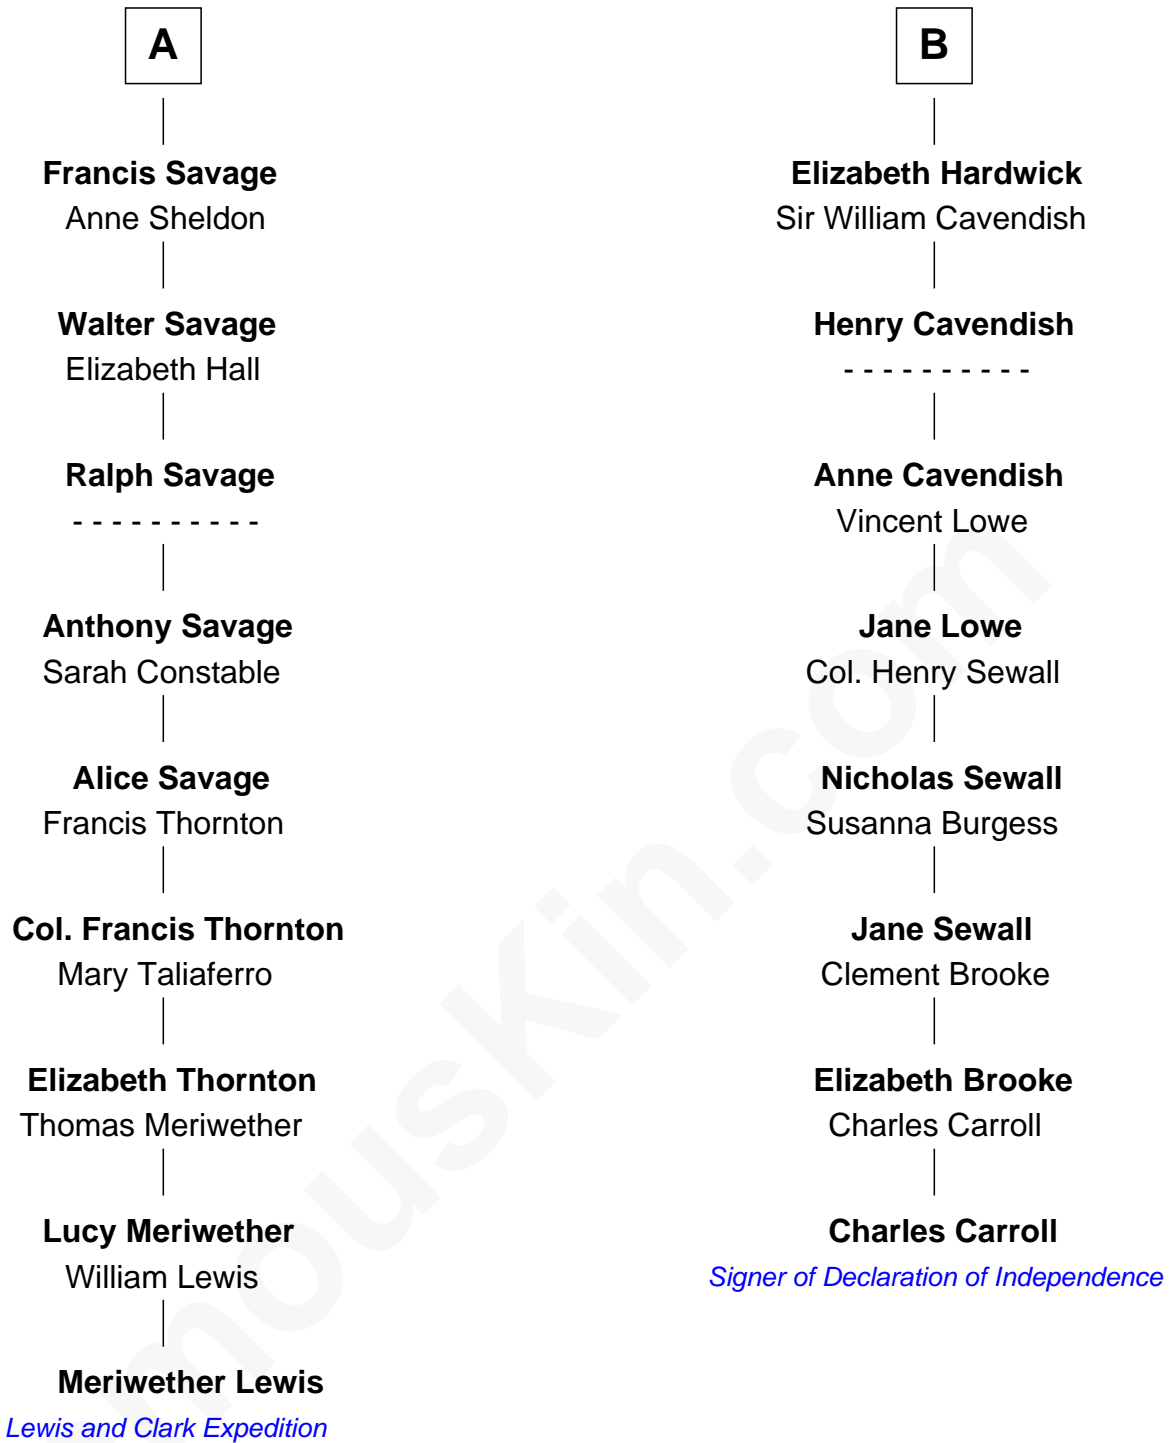 A
Francis Savage
Anne Sheldon
Walter Savage
Elizabeth Hall
Ralph Savage
- - - - - - - - - -
Anthony Savage
Sarah Constable
Alice Savage
Francis Thornton
Col. Francis Thornton
Mary Taliaferro
Elizabeth Thornton
Thomas Meriwether
Lucy Meriwether
William Lewis
Meriwether Lewis
Lewis and Clark Expedition
B
Elizabeth Hardwick
Sir William Cavendish
Henry Cavendish
- - - - - - - - - -
Anne Cavendish
Vincent Lowe
Jane Lowe
Col. Henry Sewall
Nicholas Sewall
Susanna Burgess
Jane Sewall
Clement Brooke
Elizabeth Brooke
Charles Carroll
Charles Carroll
Signer of Declaration of Independence
mousKin.com